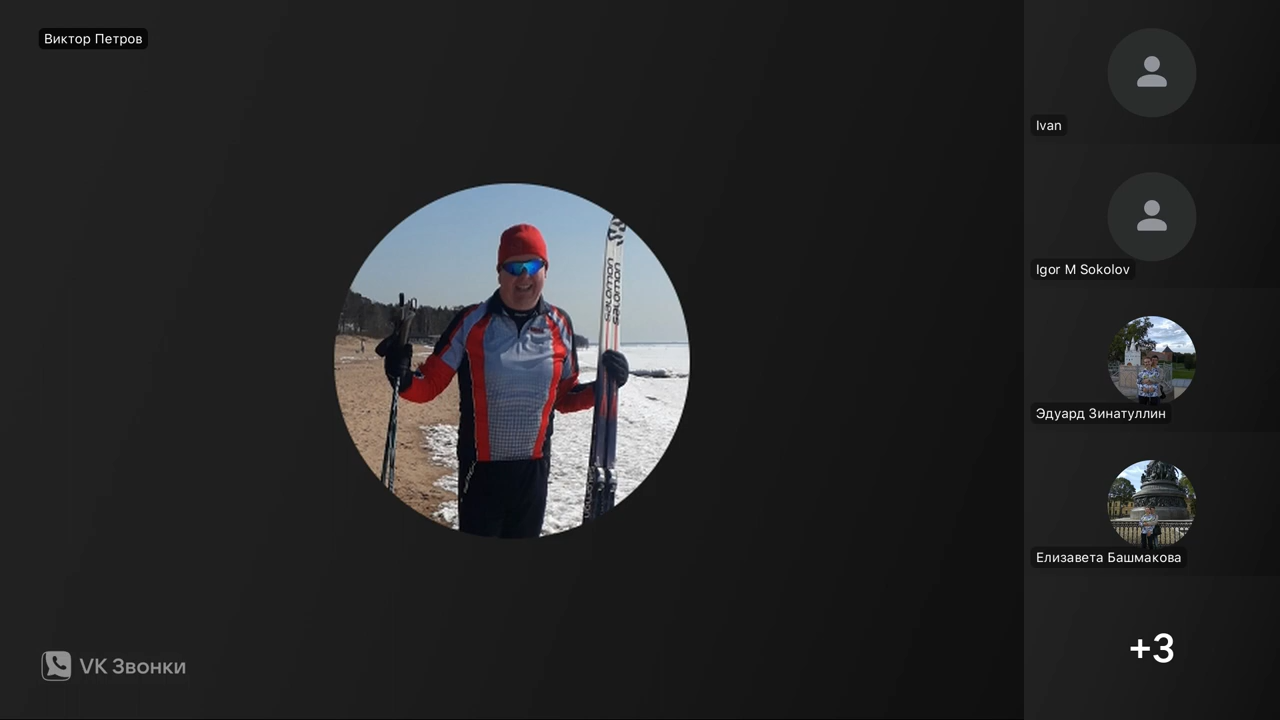 Виктор Петров
Ivan
Igor M Sokolov
Эдуард Зинатуллин
Елизавета Башмакова
+3
VK Звонки
salomon
salomon